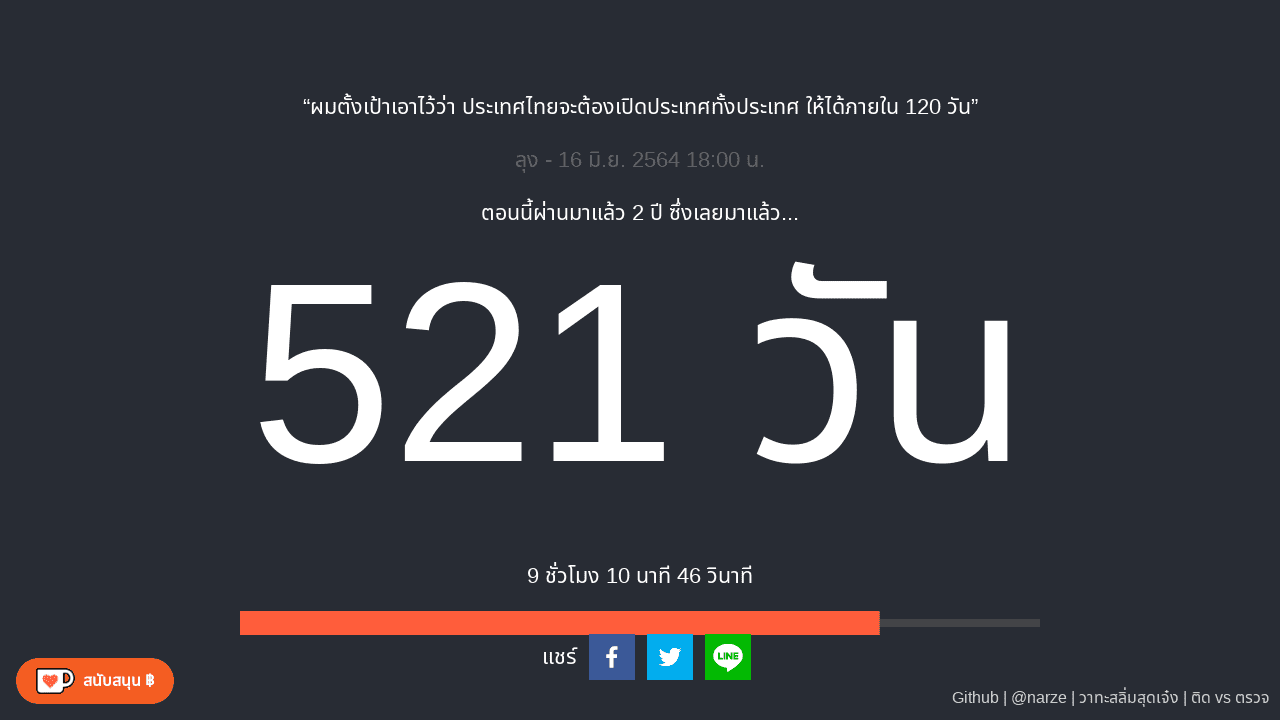 “ผมตั้งเป้าเอาไว้ว่า ประเทศไทยจะต้องเปิดประเทศทั้งประเทศ ให้ได้ภายใน 120 วัน”
ลุง - 16 มิ.ย. 2564 18:00 น.
ตอนนี้ผ่านมาแล้ว 2 ปี ซึ่งเลยมาแล้ว...
521 วัน
9 ชั่วโมง 10 นาที 46 วินาที
แชร์
LINE
สนับสนุน ฿
Github | @narze | วาทะสลิ่มสุดเจ๋ง | ติด vs ตรวจ